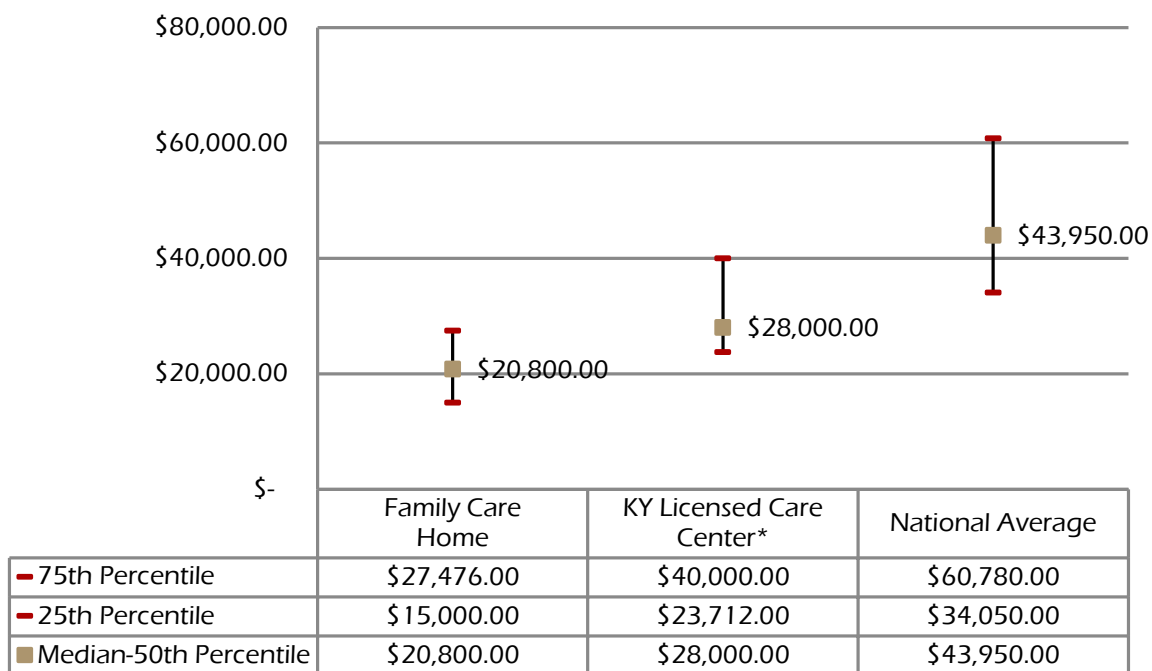 $80,000.00
$60,000.00
$43,950.00
$40,000.00
$28,000.00
$20,000.00
$20,800.00
$-
Family Care
Home
KY Licensed Care
Center*
National Average
75th Percentile $27,476.00 $40,000.00 $60,780.00
25th Percentile $15,000.00 $23,712.00 $34,050.00
Median-50th Percentile $20,800.00 $28,000.00 $43,950.00